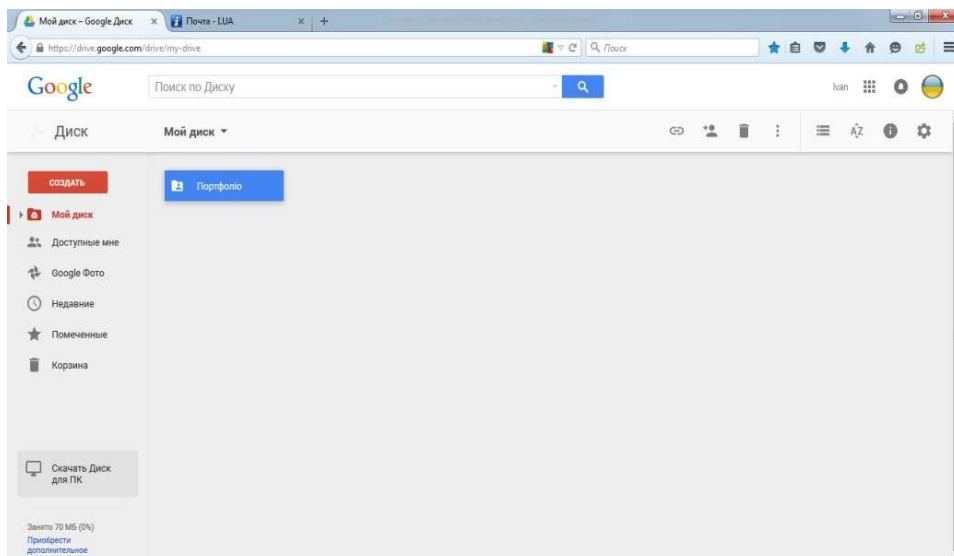 Мой диск – Google Диск
Почта - I.UA
https://drive.google.com/drive/my-drive
Поиск
Google
Поиск по Диску
Ivan
Диск
Мой диск
AZ
СОЗДАТЬ
Портфоліо
Мой диск
Доступные мне
Google Фото
Недавние
Помеченные
Корзина
Скачать Диск
для ПК
Занято 70 МБ (0%)
Приобрести
дополнительное